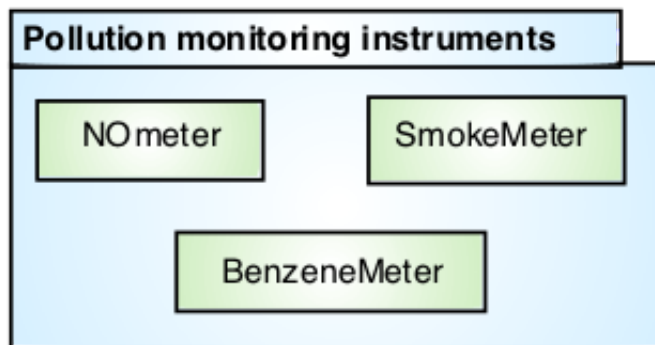 Pollution monitoring instruments
NOmeter
SmokeMeter
BenzeneMeter